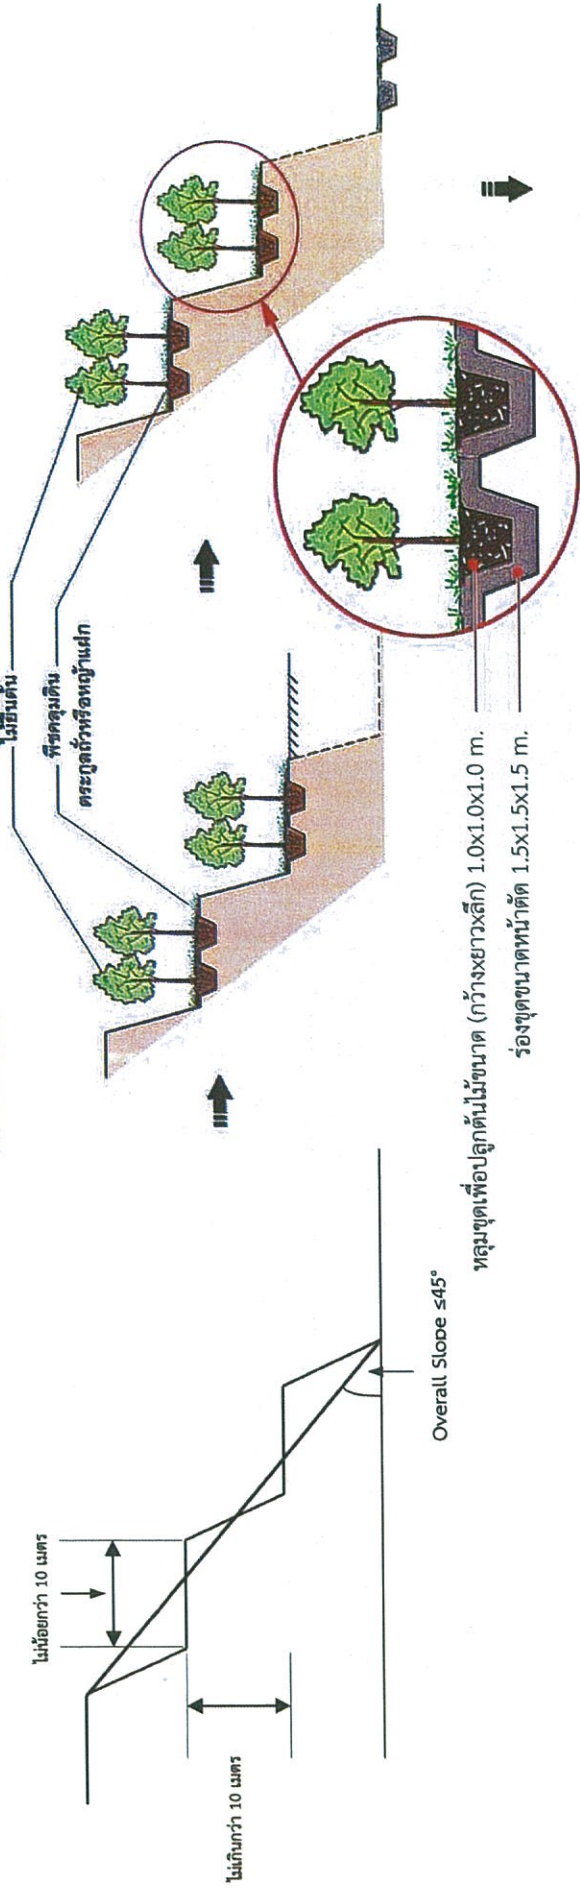 ไม้ยืนต้น
พืชคลุมดิน
ตระกูลถั่วหรือหญ้าแฝก
ไม่น้อยกว่า 10 เมตร
ไม่เกินกว่า 10 เมตร
Overall Slope ≤45°
หลุมขุดเพื่อปลูกต้นไม้ขนาด (กว้างxยาวxลึก) 1.0x1.0x1.0 m.
ร่องขุดขนาดหน้าตัด 1.5x1.5x1.5 m.